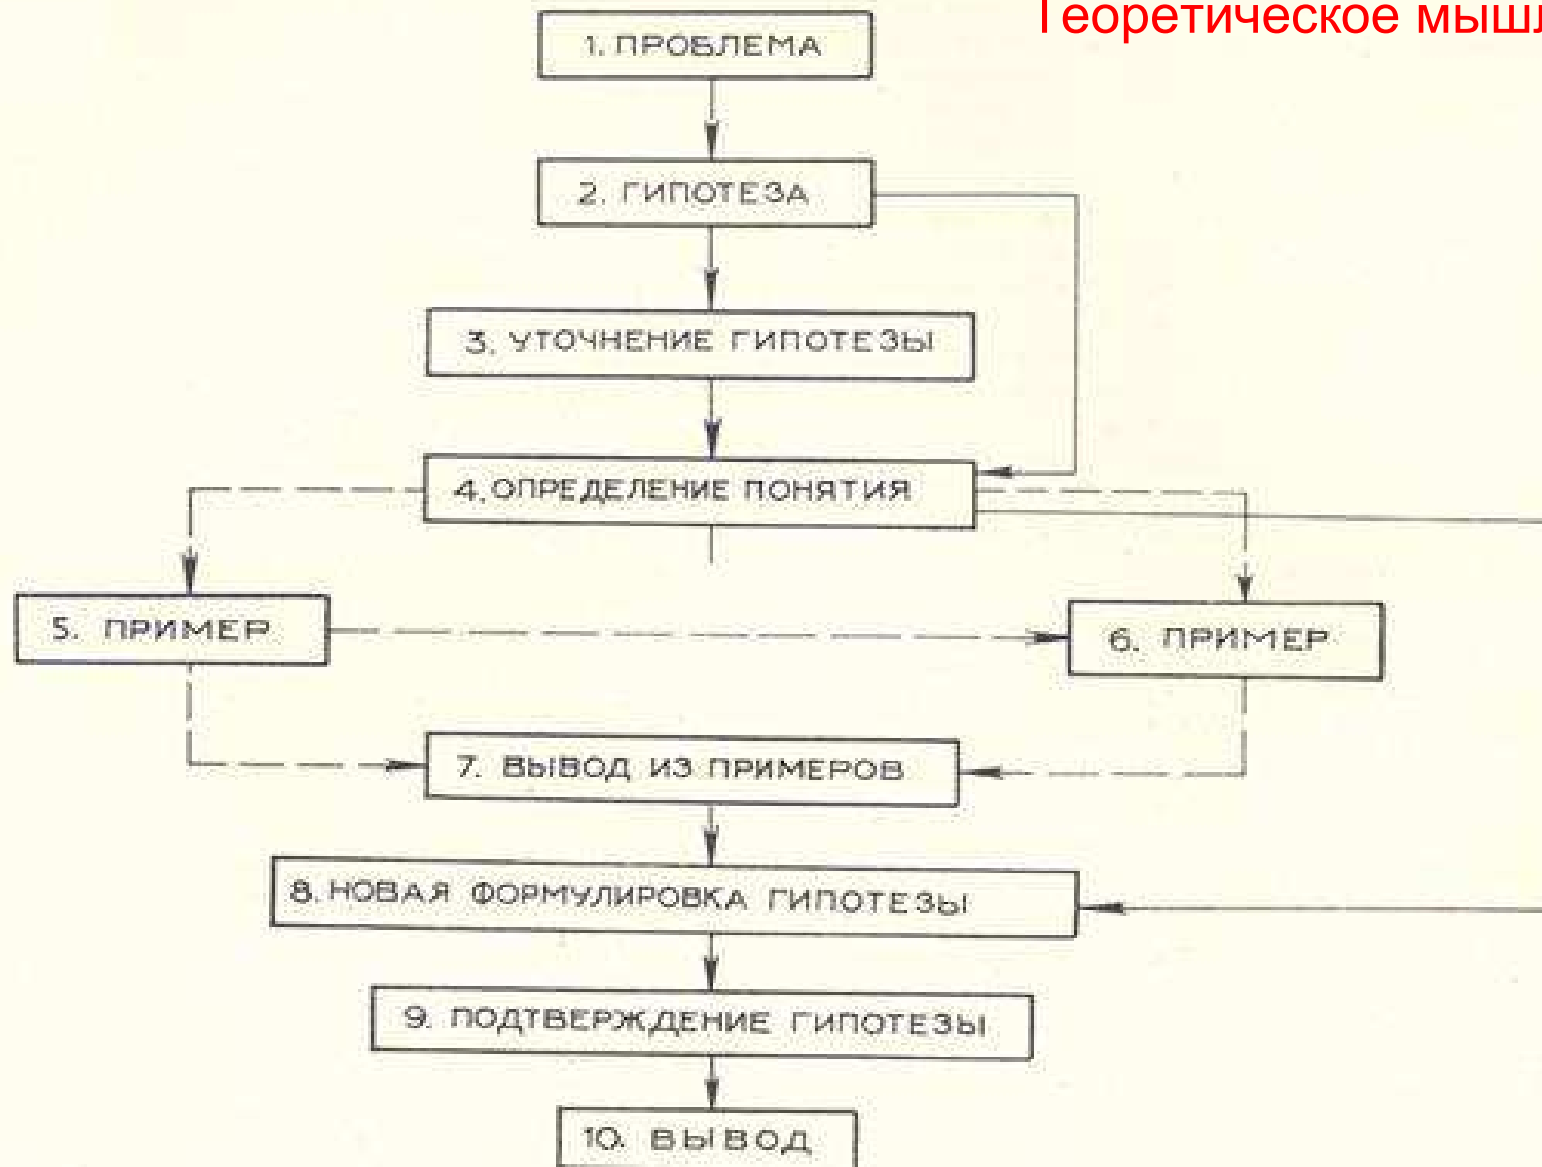 Теоретическое мышл
1. ПРОБЛЕМА
2. ГИПОТЕЗА
3. УТОЧНЕНИЕ ГИПОТЕЗЫ
4. ОПРЕДЕЛЕНИЕ ПОНЯТИЯ
5. ПРИМЕР
6. ПРИМЕР
7. ВЫВОД ИЗ ПРИМЕРОВ
8. НОВАЯ ФОРМУЛИРОВКА ГИПОТЕЗЫ
9. ПОДТВЕРЖДЕНИЕ ГИПОТЕЗЫ
10. ВЫВОД